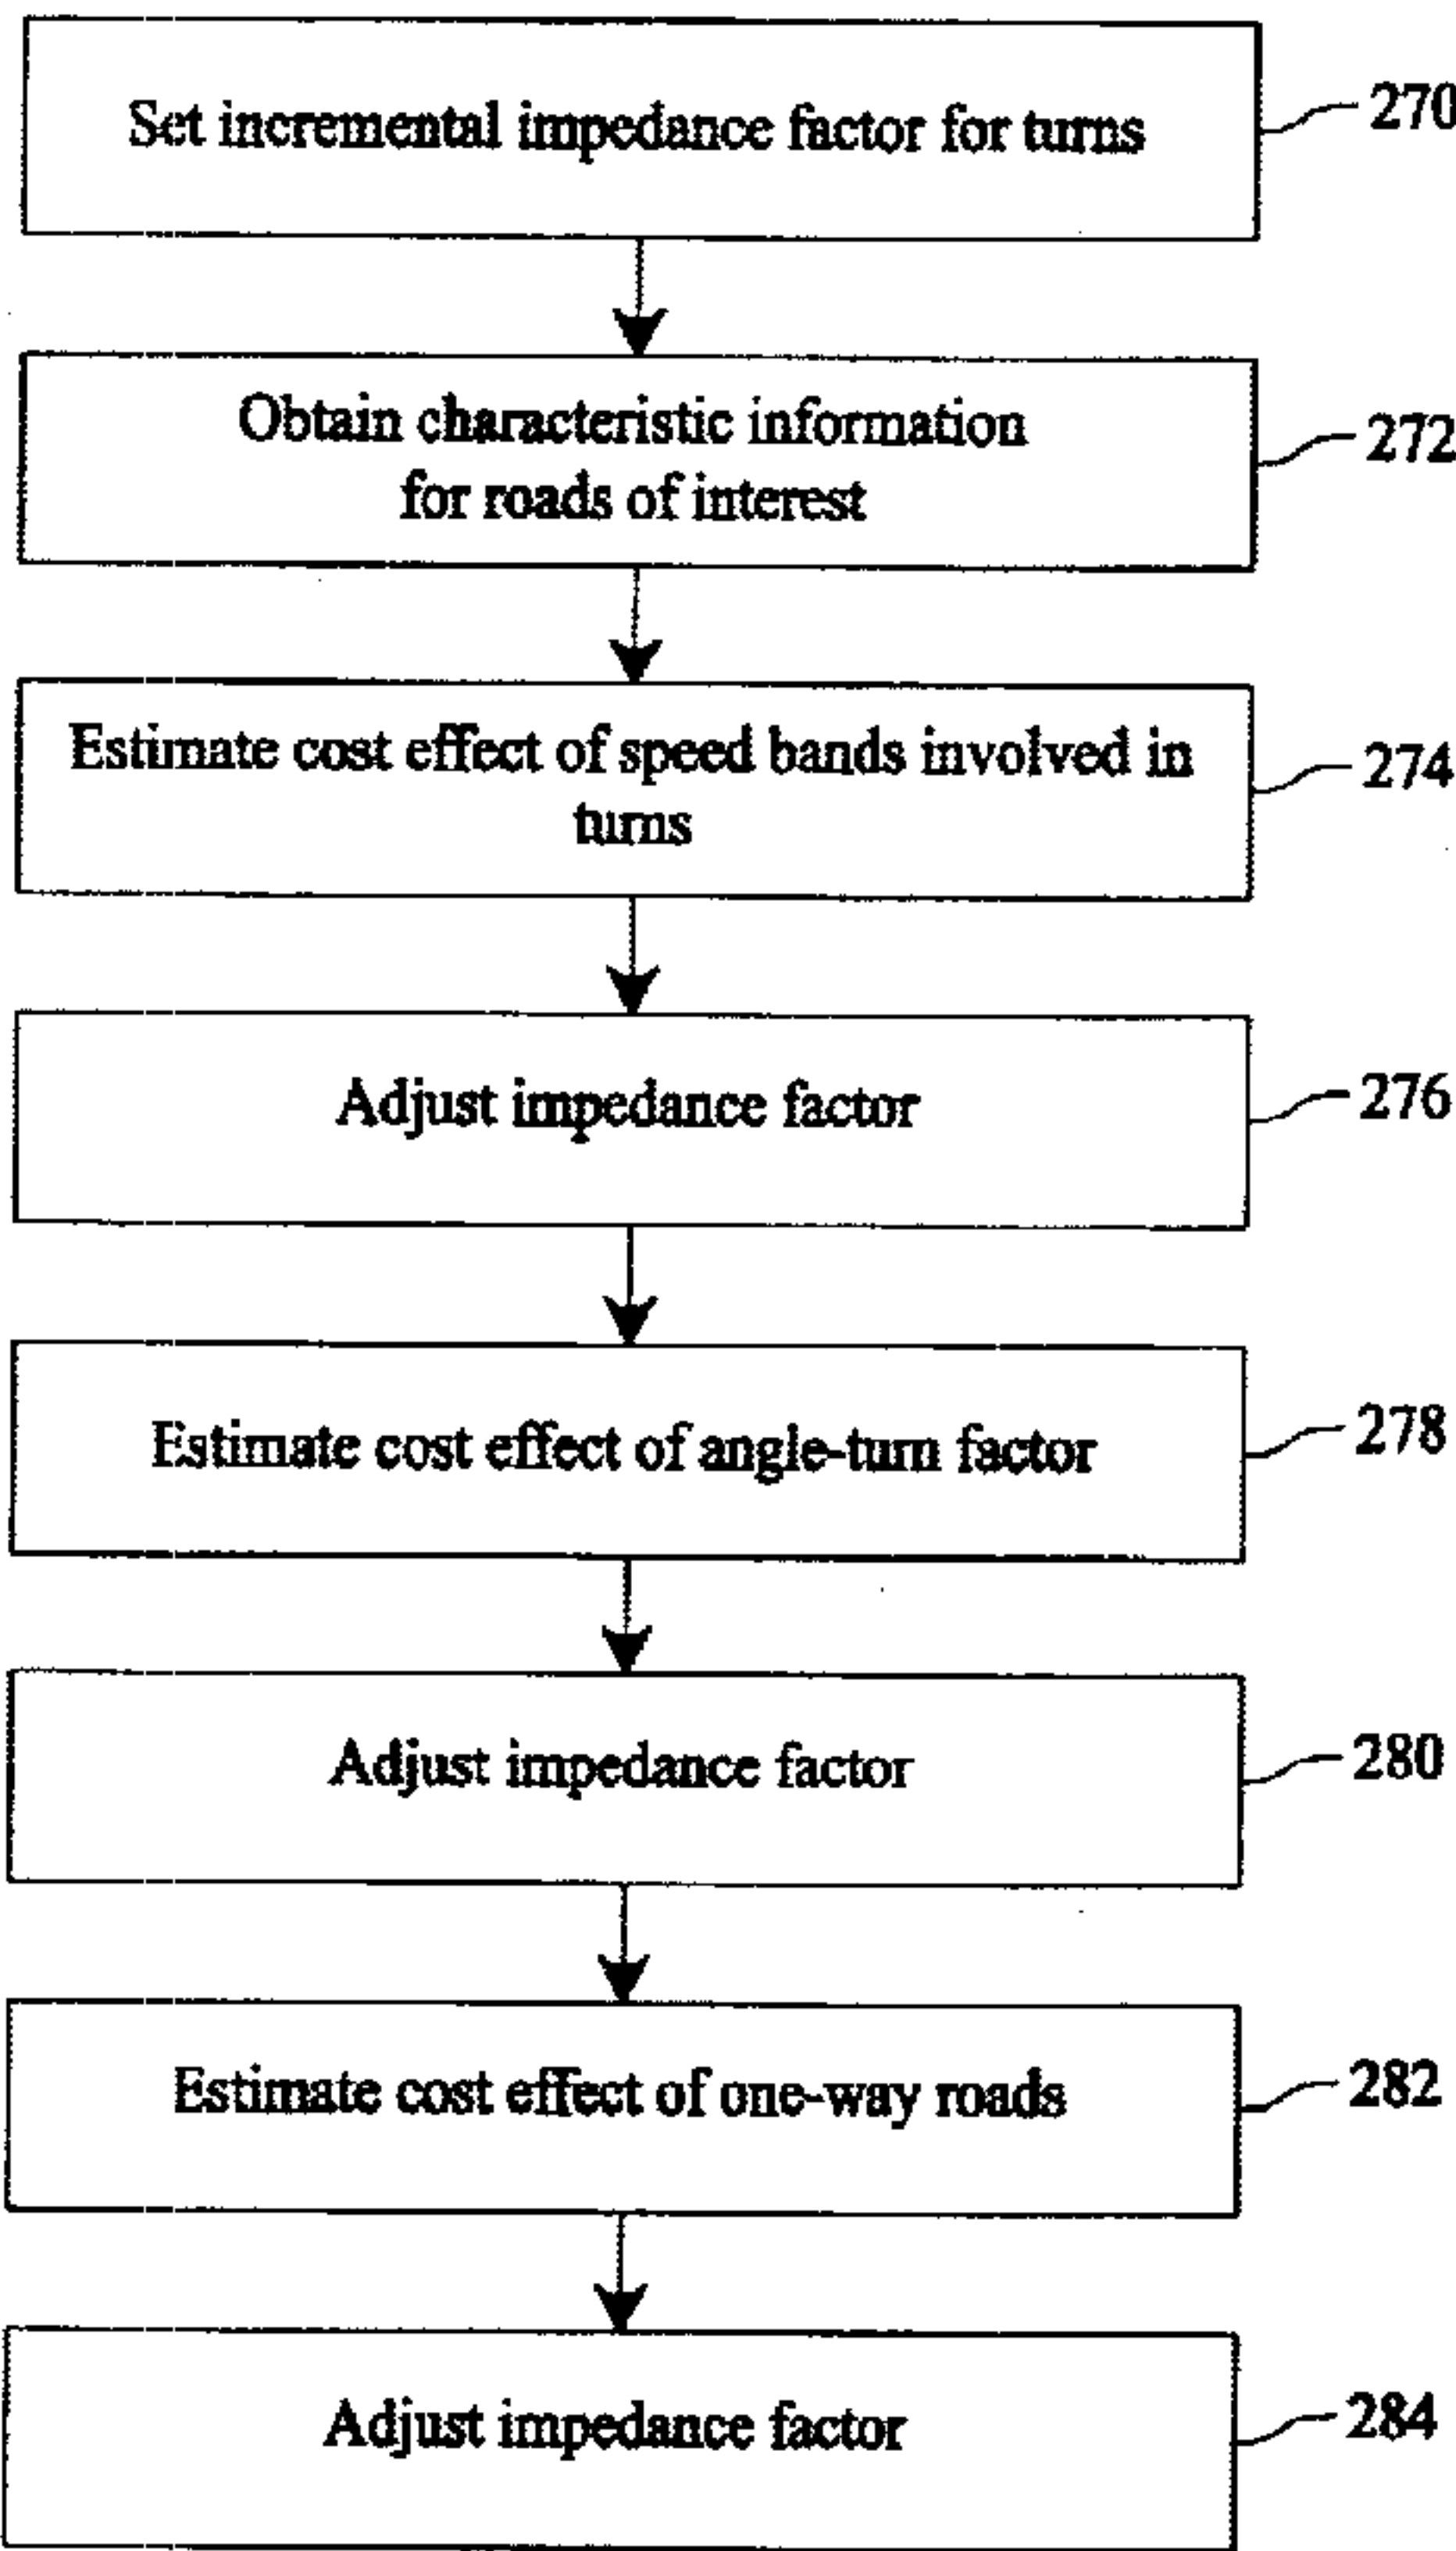 Set incremental impedance factor for turns
270
Obtain characteristic information
for roads of interest
272
Estimate cost effect of speed bands involved in
turns
274
Adjust impedance factor
276
Estimate cost effect of angle-turn factor
278
Adjust impedance factor
280
Estimate cost effect of one-way roads
282
Adjust impedance factor
284